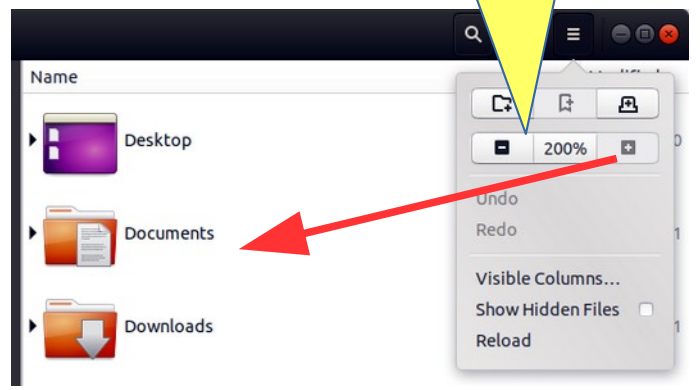 Name
Desktop
200%
Undo
Documents
Redo
Visible Columns…
Show Hidden Files
Downloads
Reload